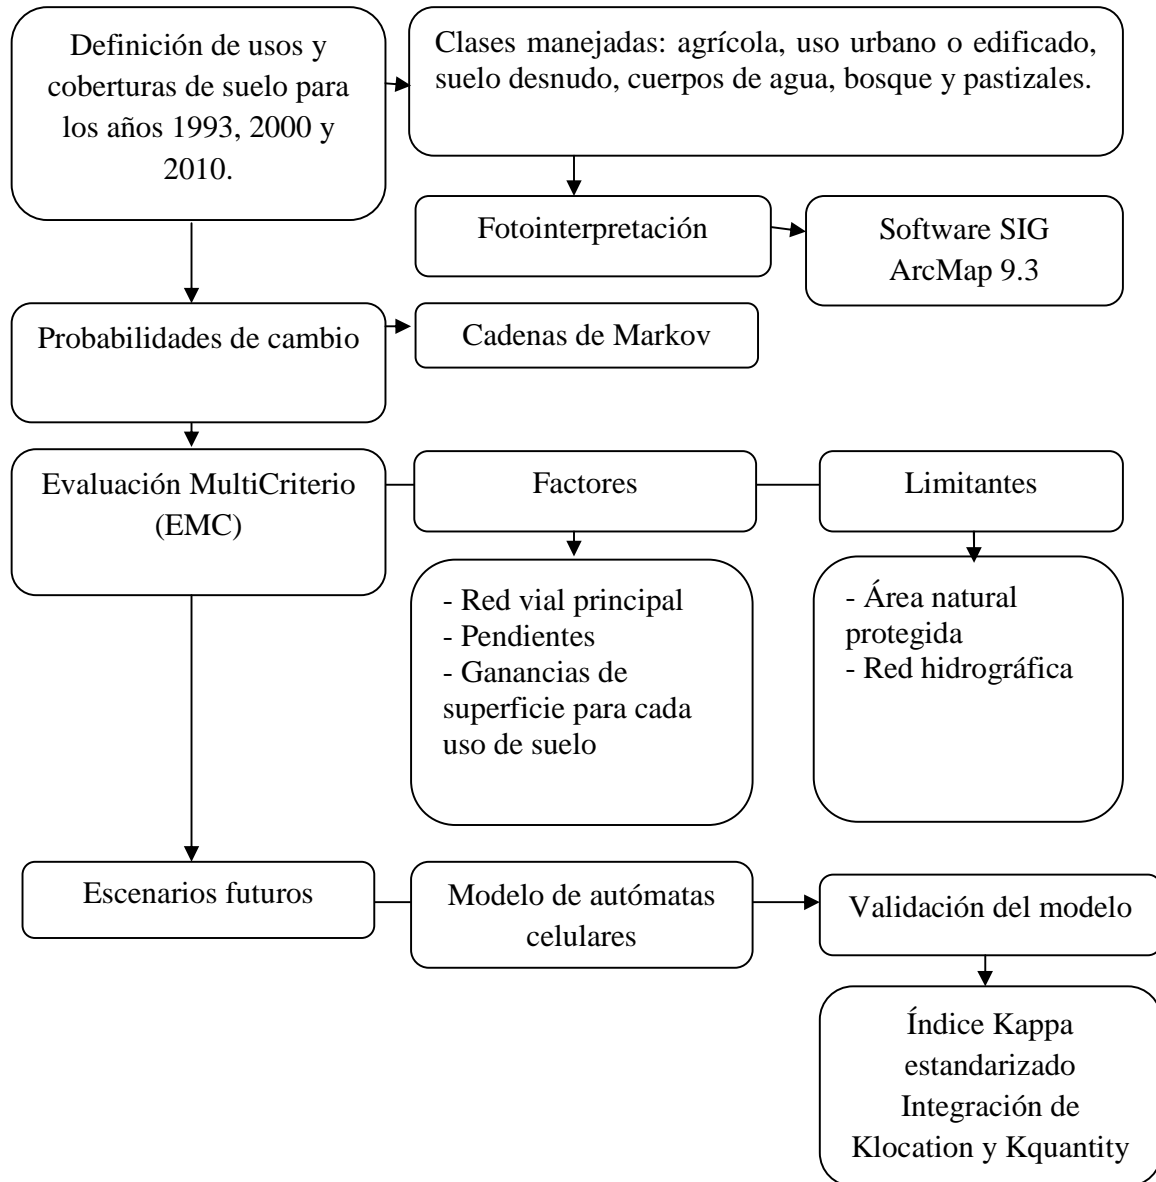 Definición de usos y
coberturas de suelo para
los años 1993, 2000 y
2010.
Clases manejadas: agrícola, uso urbano o edificado,
suelo desnudo, cuerpos de agua, bosque y pastizales.
Fotointerpretación
Software SIG
ArcMap 9.3
Probabilidades de cambio
Cadenas de Markov
Evaluación MultiCriterio
(EMC)
Factores
Limitantes
- Red vial principal
- Pendientes
- Ganancias de
superficie para cada
uso de suelo
- Área natural
protegida
- Red hidrográfica
Escenarios futuros
Modelo de autómatas
celulares
Validación del modelo
Índice Kappa
estandarizado
Integración de
Klocation y Kquantity